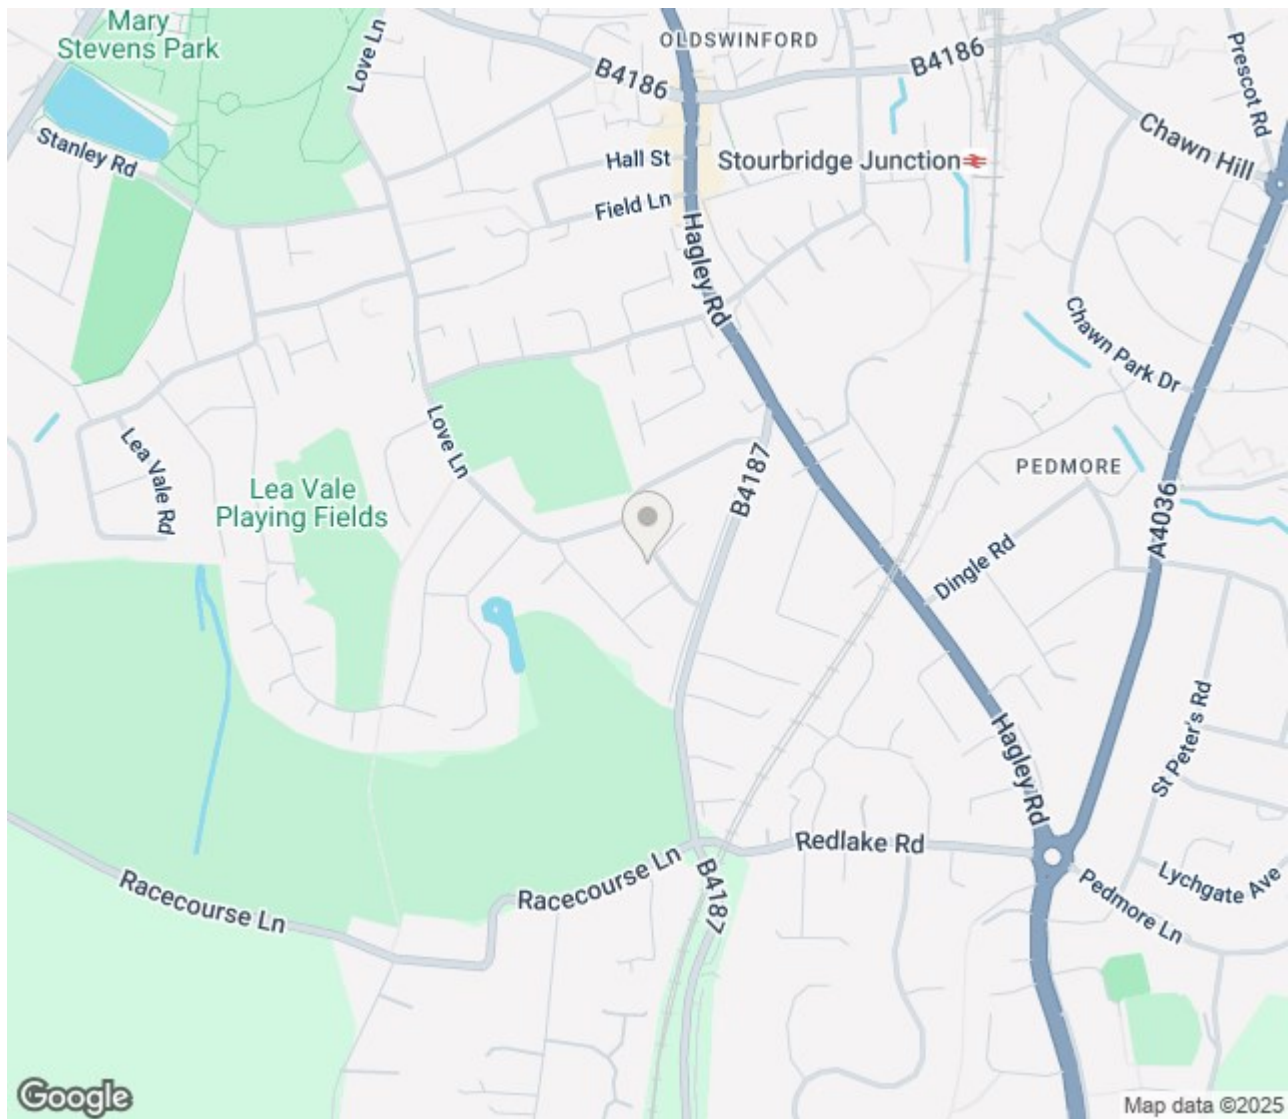 Mary
Stevens Park
Love Ln
OLDSWINFORD
B4186
B4186
Prescot Rd
Stanley Rd
Hall St
Stourbridge Junction
Chawn Hill
Field Ln
Hagley Rd
Chawn Park Dr
Love Ln
Lea Vale Rd
B4187
PEDMORE
Lea Vale
Playing Fields
A4036
Dingle Rd
St Peter's Rd
Hagley Rd
Redlake Rd
Racecourse Ln
Racecourse Ln
B4187
Lychgate Ave
Pedmore Ln
Google
Map data ©2025